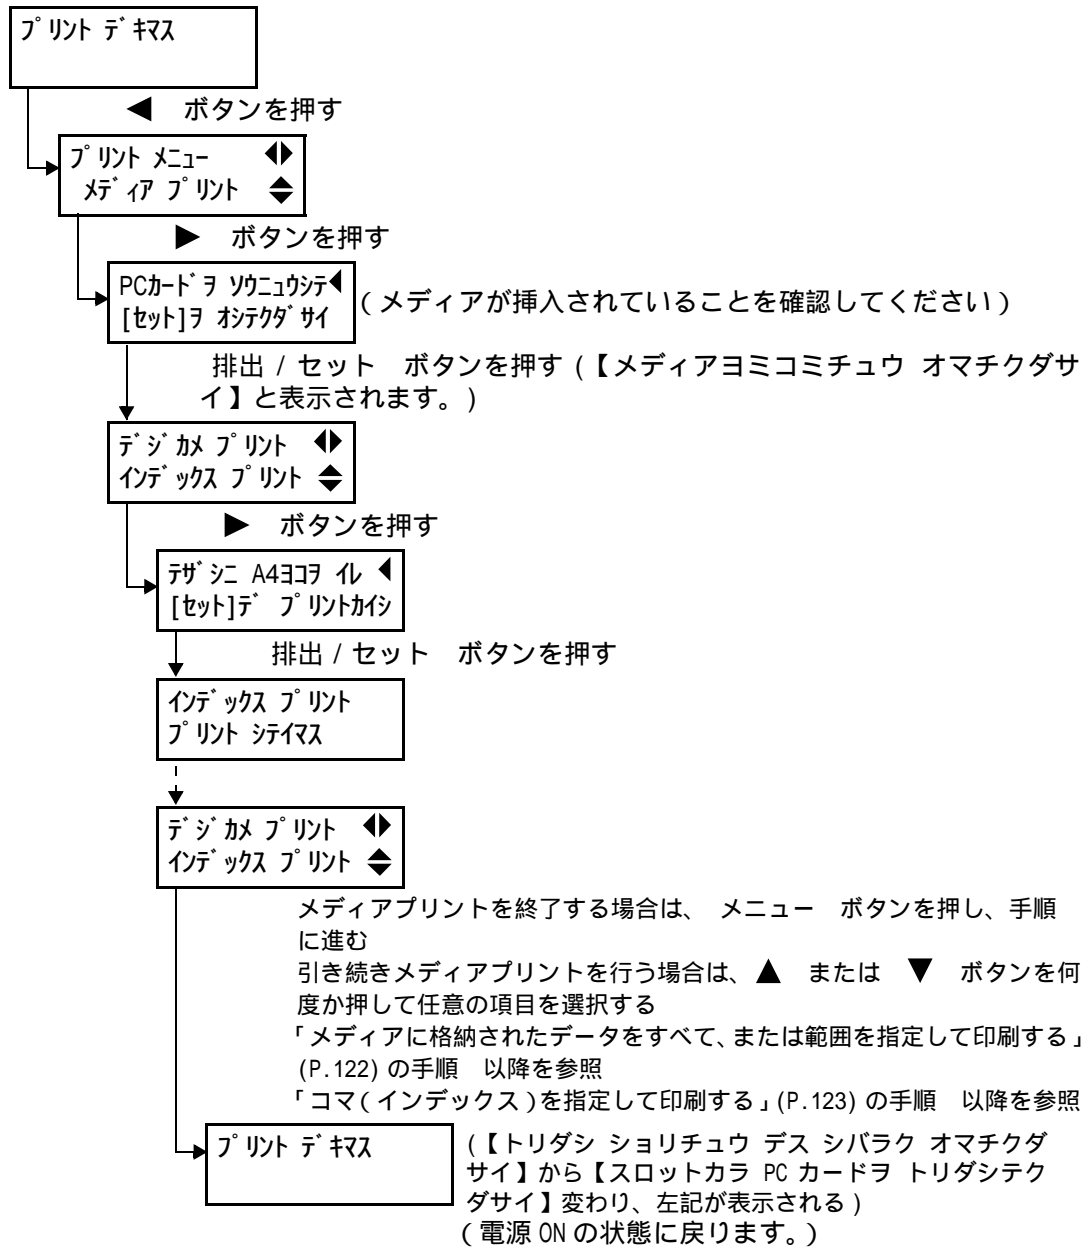 ﾌﾟﾘﾝﾄ ﾃﾞｷﾏｽ
◀ ボタンを押す
ﾌﾟﾘﾝﾄ ﾒﾆｭｰ ◀▶
ﾒﾃﾞｨｱ ﾌﾟﾘﾝﾄ ▲▼
▶ ボタンを押す
PCｶｰﾄﾞｦ ｿｳﾆｭｳｼﾃ◀
[ｾｯﾄ]ｦ ｵｼﾃｸﾀﾞｻｲ
(メディアが挿入されていることを確認してください)
排出 / セット ボタンを押す (【メディアヨミコミチュウ オマチクダサ
イ】と表示されます。)
ﾃﾞｼﾞｶﾒ ﾌﾟﾘﾝﾄ ◀▶
ｲﾝﾃﾞｯｸｽ ﾌﾟﾘﾝﾄ ▲▼
▶ ボタンを押す
ﾃｻﾞｼﾆ A4ﾖｺｦ ｲﾚ ◀
[ｾｯﾄ]ﾃﾞ ﾌﾟﾘﾝﾄｶｲｼ
排出 / セット ボタンを押す
ｲﾝﾃﾞｯｸｽ ﾌﾟﾘﾝﾄ
ﾌﾟﾘﾝﾄ ｼﾃｲﾏｽ
ﾃﾞｼﾞｶﾒ ﾌﾟﾘﾝﾄ ◀▶
ｲﾝﾃﾞｯｸｽ ﾌﾟﾘﾝﾄ ▲▼
メディアプリントを終了する場合は、 メニュー ボタンを押し、手順
に進む
引き続きメディアプリントを行う場合は、▲ または ▼ ボタンを何
度か押して任意の項目を選択する
「メディアに格納されたデータをすべて、または範囲を指定して印刷する」
(P.122) の手順 以降を参照
「コマ(インデックス)を指定して印刷する」(P.123) の手順 以降を参照
ﾌﾟﾘﾝﾄ ﾃﾞｷﾏｽ
(【トリダシ ショリチュウ デス シバラク オマチクダ
サイ】から【スロットカラ PC カードヲ トリダシテク
ダサイ】変わり、左記が表示される)
(電源 ON の状態に戻ります。)